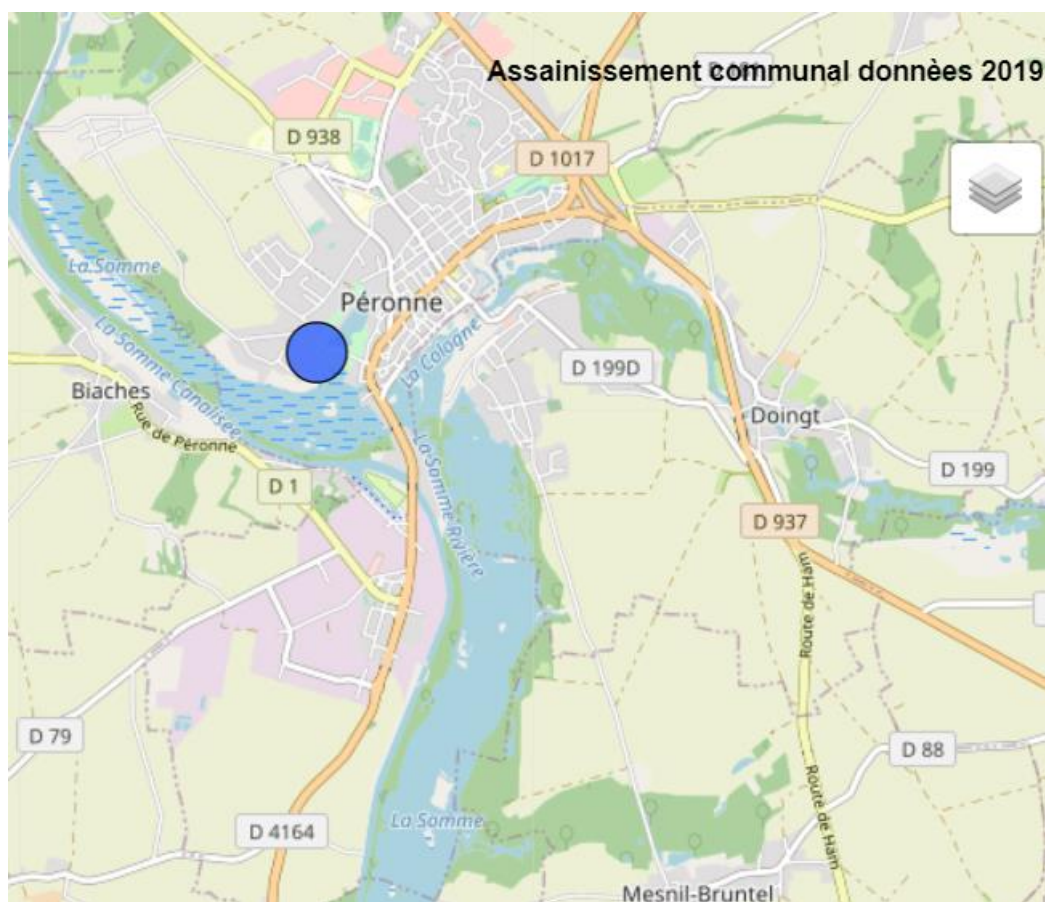 Assainissement communal donnèes 2019
D 938
D 1017
La Somme
Péronne
La Cologne
D 199D
La Somme Canalisée
Biaches
Rue de Péronne
Doingt
D 199
D 1
La Somme Rivière
D 937
Route de Ham
D 79
D 88
Route de Ham
La Somme
D 4164
Mesnil-Bruntel